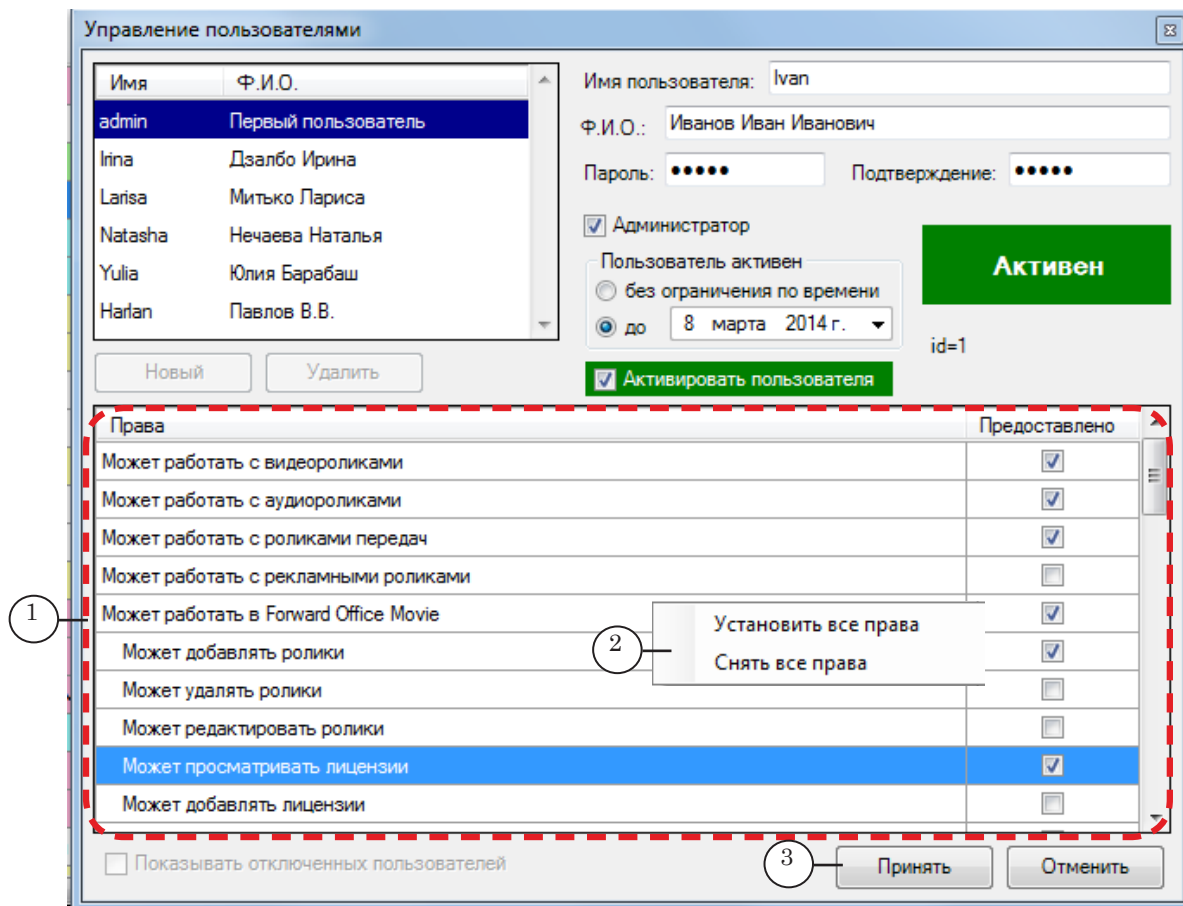 Управление пользователями
Имя Ф.И.О.
admin Первый пользователь
Irina Дзалбо Ирина
Larisa Митько Лариса
Natasha Нечаева Наталья
Yulia Юлия Барабаш
Harlan Павлов В.В.
Новый Удалить
Имя пользователя: Ivan
Ф.И.О.: Иванов Иван Иванович
Пароль: ••••• Подтверждение: •••••
Администратор
Пользователь активен
без ограничения по времени
до 8 марта 2014 г.
Активировать пользователя
Активен
id=1
Права Предоставлено
Может работать с видеороликами
Может работать с аудиороликами
Может работать с роликами передач
Может работать с рекламными роликами
1
Может работать в Forward Office Movie
Может добавлять ролики
Может удалять ролики
Может редактировать ролики
Может просматривать лицензии
Может добавлять лицензии
2
Установить все права
Снять все права
Показывать отключенных пользователей
3
Принять Отменить